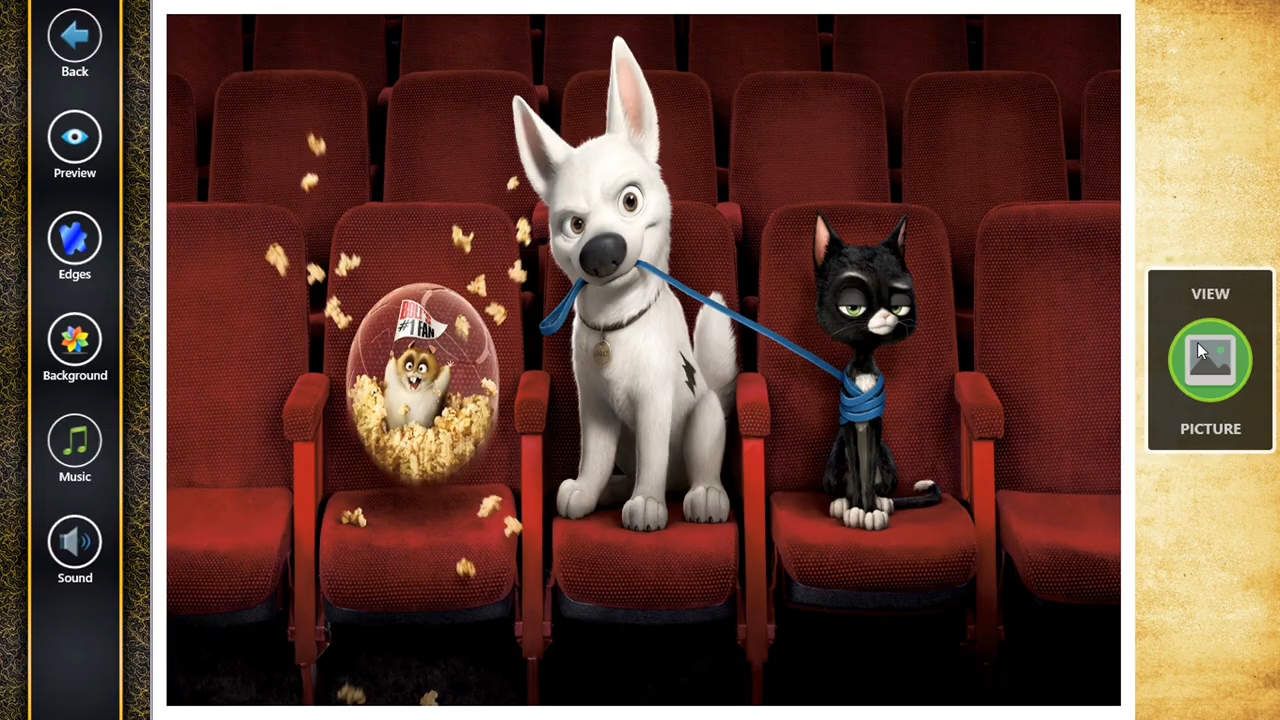 Back
Preview
Edges
Background
Music
Sound
#1 FAN
VIEW
PICTURE